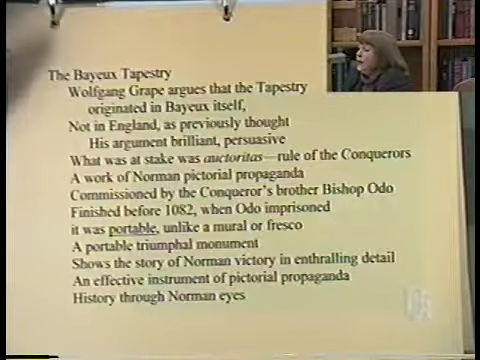 The Bayeux Tapestry
Wolfgang Grape argues that the Tapestry
originated in Bayeux itself,
Not in England, as previously thought
His argument brilliant, persuasive
What was at stake was auctoritas—rule of the Conquerors
A work of Norman pictorial propaganda
Commissioned by the Conqueror's brother Bishop Odo
Finished before 1082, when Odo imprisoned
it was portable, unlike a mural or fresco
A portable triumphal monument
Shows the story of Norman victory in enthralling detail
An effective instrument of pictorial propaganda
History through Norman eyes